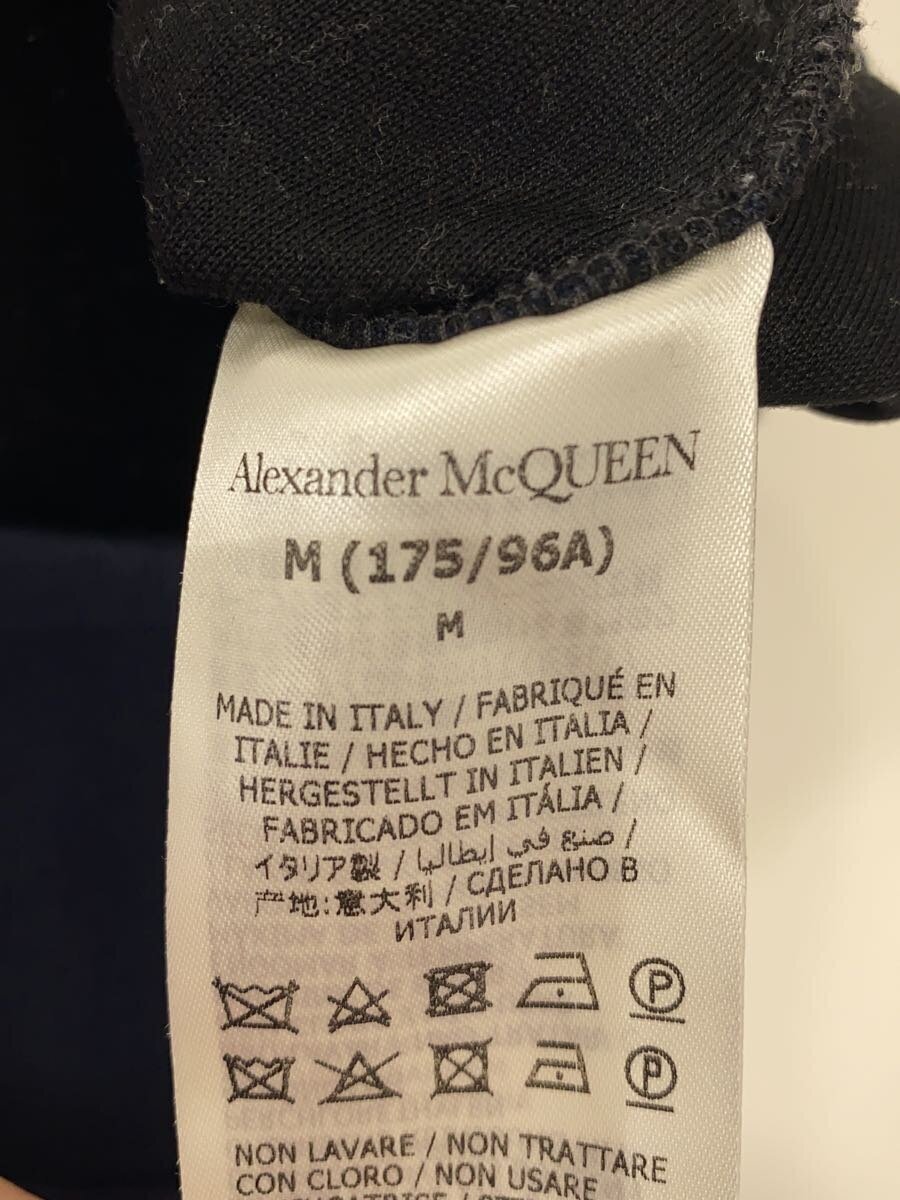 Alexander McQUEEN
M (175/96A)
M
MADE IN ITALY / FABRIQUÉ EN
ITALIE / HECHO EN ITALIA /
HERGESTELLT IN ITALIEN /
FABRICADO EM ITÁLIA /
イタリア製 / صنع في ايطاليا /
产地:意大利 / СДЕЛАНО В
ИТАЛИИ
P
P
NON LAVARE / NON TRATTARE
CON CLORO / NON USARE